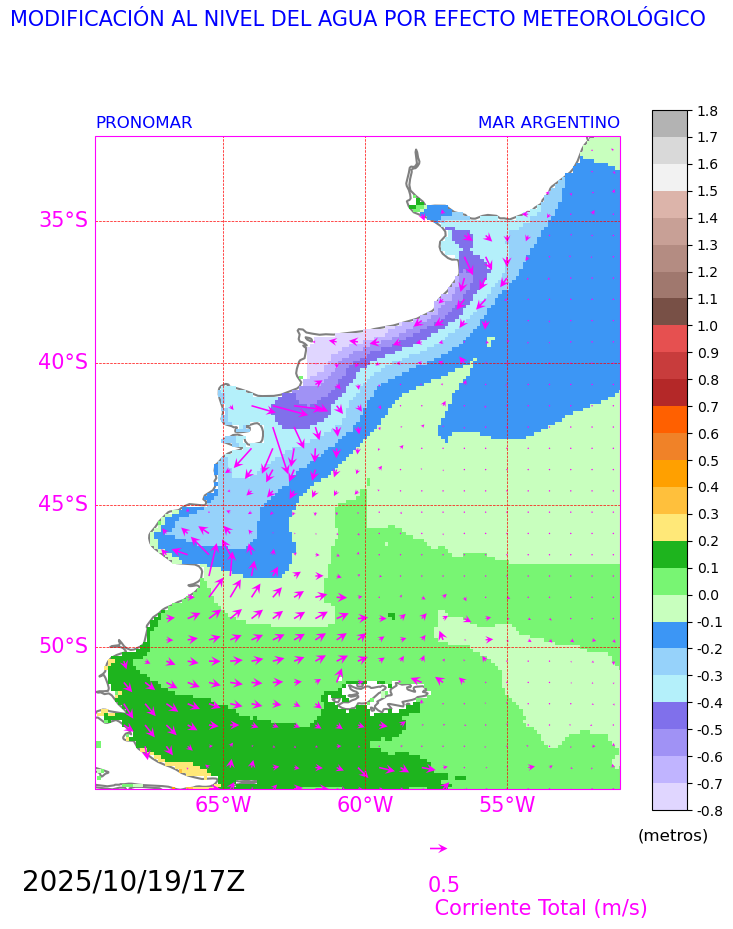 MODIFICACIÓN AL NIVEL DEL AGUA POR EFECTO METEOROLÓGICO
PRONOMAR
MAR ARGENTINO
35°S
40°S
45°S
50°S
65°W
60°W
55°W
1.8
1.7
1.6
1.5
1.4
1.3
1.2
1.1
1.0
0.9
0.8
0.7
0.6
0.5
0.4
0.3
0.2
0.1
0.0
-0.1
-0.2
-0.3
-0.4
-0.5
-0.6
-0.7
-0.8
(metros)
2025/10/19/17Z
0.5
Corriente Total (m/s)